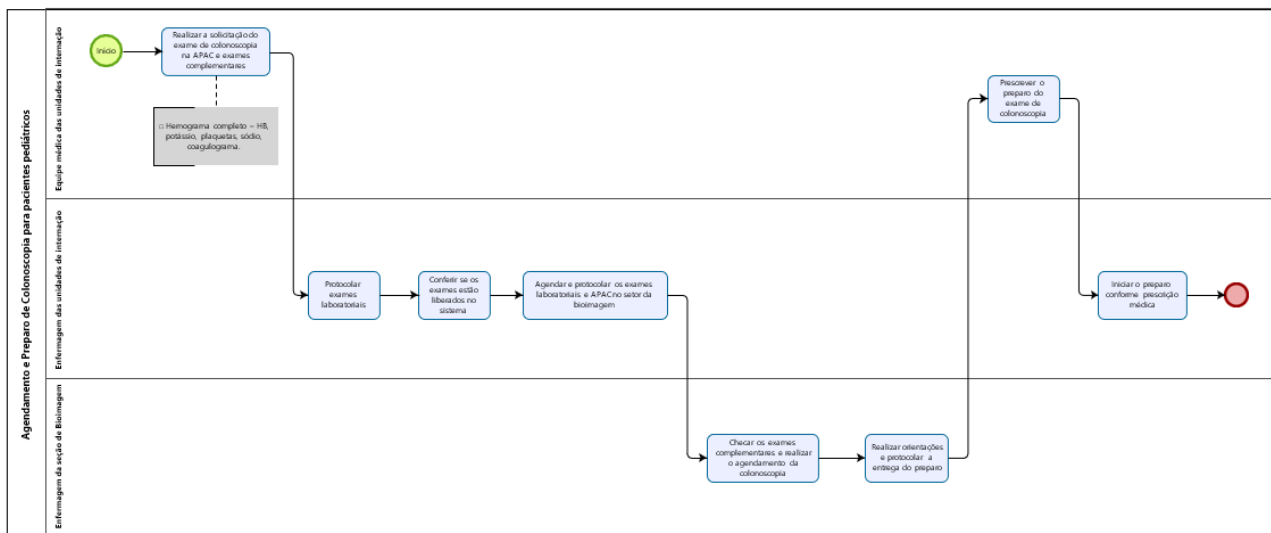 Agendamento e Preparo de Colonoscopia para pacientes pediátricos
Equipe médica das unidades de internação
Início
Realizar a solicitação do
exame de colonoscopia
na APAC e exames
complementares
□ Hemograma completo – HB,
potássio, plaquetas, sódio,
coagulograma.
Prescrever o
preparo do
exame de
colonoscopia
Enfermagem das unidades de internação
Protocolar
exames
laboratoriais
Conferir se os
exames estão
liberados no
sistema
Agendar e protocolar os exames
laboratoriais e APAC no setor da
bioimagem
Iniciar o preparo
conforme prescrição
médica
Enfermagem da seção de Bioimagem
Checar os exames
complementares e realizar
o agendamento da
colonoscopia
Realizar orientações
e protocolar a
entrega do preparo